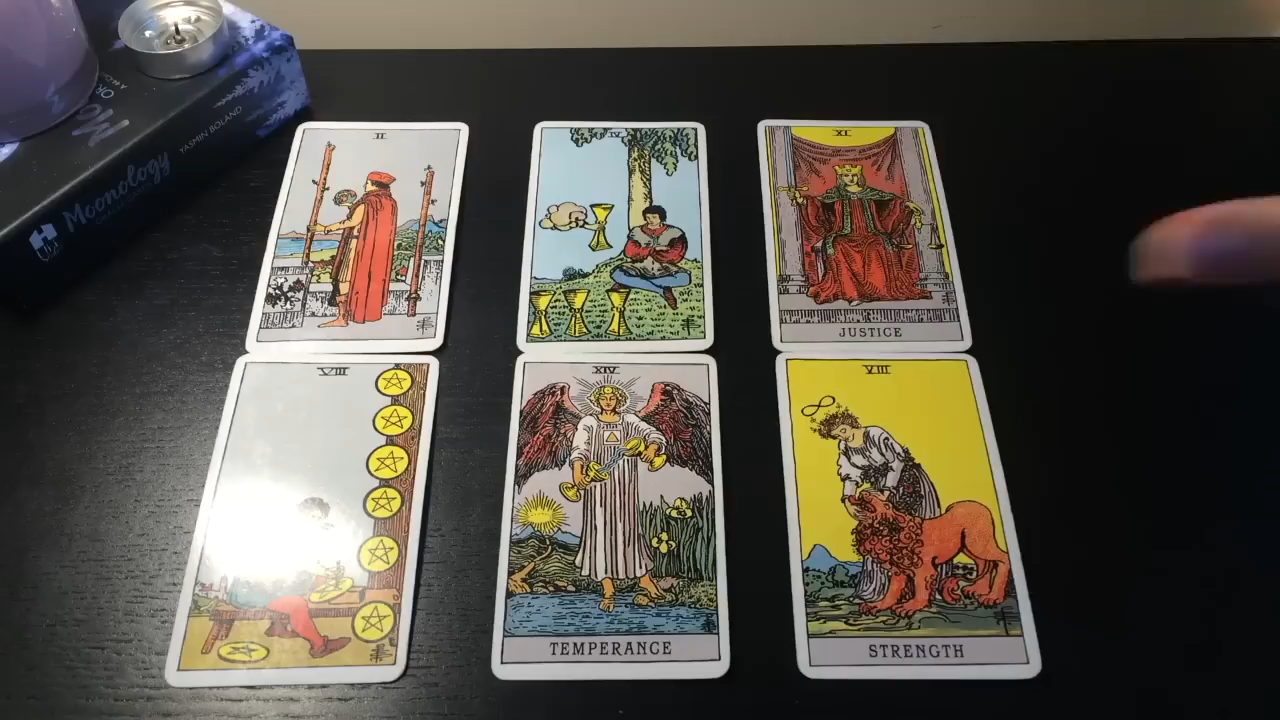 Moonology
YASMIN BOLAND
II
IV
XI
JUSTICE
VIII
XIV
TEMPERANCE
VIII
STRENGTH